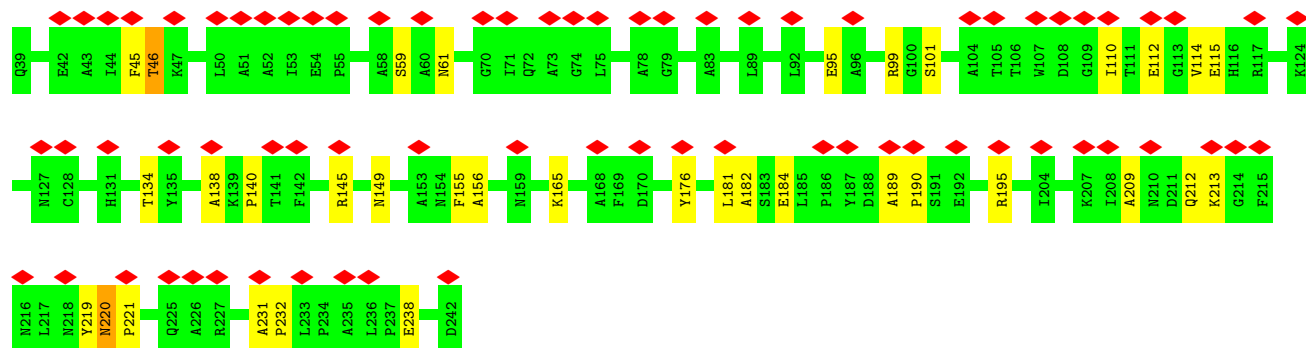 Q39 E42 A43 I44 F45 T46 K47 L50 A51 A52 I53 E54 P55 A58 S59 A60 N61 G70 I71 Q72 A73 G74 L75 A78 G79 A83 L89 L92 E95 A96 R99 G100 S101 A104 T105 T106 W107 D108 G109 I110 T111 E112 G113 V114 E115 H116 R117 K124
N127 C128 H131 T134 Y135 A138 K139 P140 T141 F142 R145 N149 A153 N154 F155 A156 N159 K165 A168 F169 D170 Y176 L181 A182 S183 E184 L185 P186 Y187 D188 A189 P190 S191 E192 R195 I204 K207 I208 A209 N210 D211 Q212 K213 G214 F215
N216 L217 N218 Y219 N220 P221 Q225 A226 R227 A231 P232 L233 P234 A235 L236 P237 E238 D242